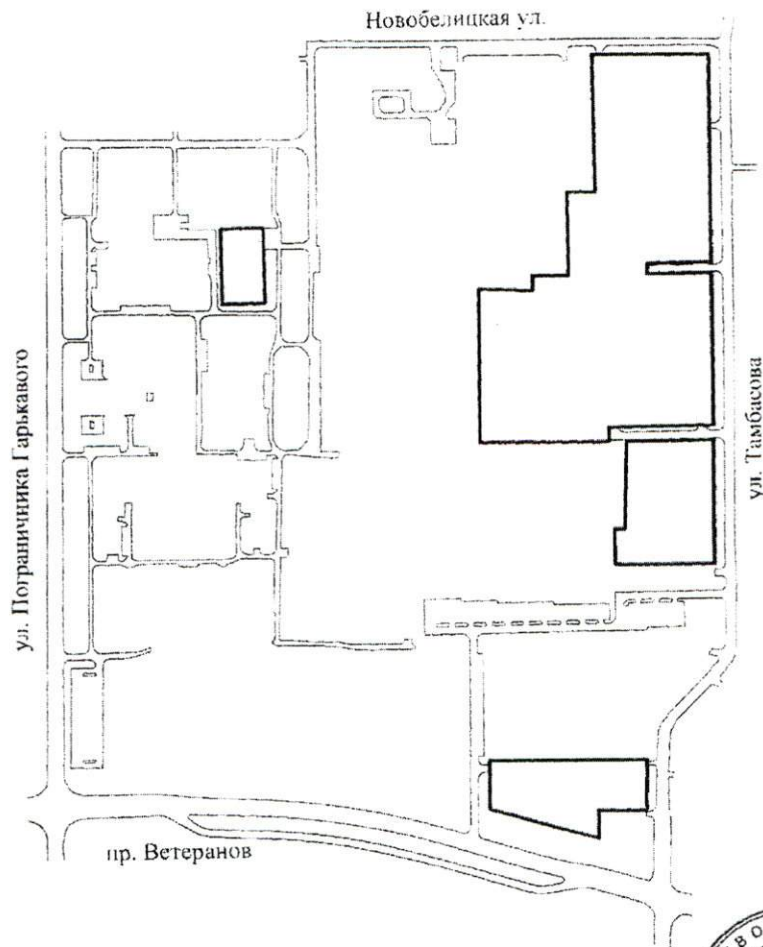 Новобелицкая ул.
ул. Пограничника Гарькавого
ул. Тамбасова
пр. Ветеранов